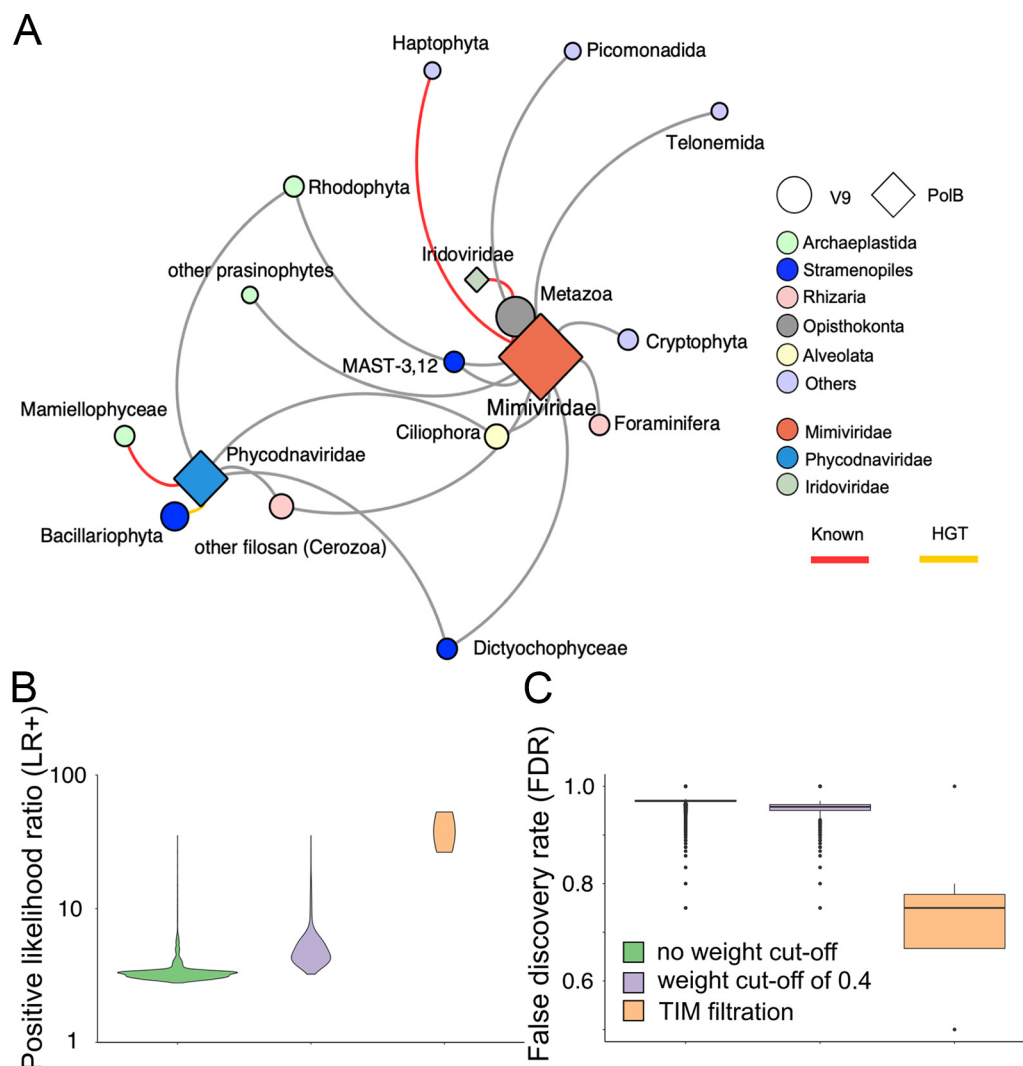 A
Haptophyta
Picomonadida
Telonemida
Rhodophyta
V9
PolB
Iridoviridae
Archaeplastida
other prasinophytes
Stramenopiles
Metazoa
Rhizaria
Opisthokonta
Cryptophyta
Alveolata
MAST-3,12
Others
Mimiviridae
Mamiellophyceae
Foraminifera
Ciliophora
Mimiviridae
Phycodnaviridae
Phycodnaviridae
Iridoviridae
Bacillariophyta
Known
HGT
other filosan (Cerozoa)
Dictyochophyceae
B
Positive likelihood ratio (LR+)
100
10
1
C
False discovery rate (FDR)
1.0
0.8
0.6
no weight cut-off
weight cut-off of 0.4
TIM filtration